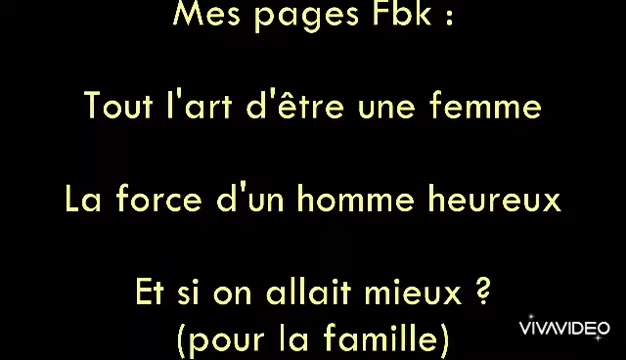 Mes pages Fbk :
Tout l'art d'être une femme
La force d'un homme heureux
Et si on allait mieux ?
(pour la famille)
VIVAVIDEO